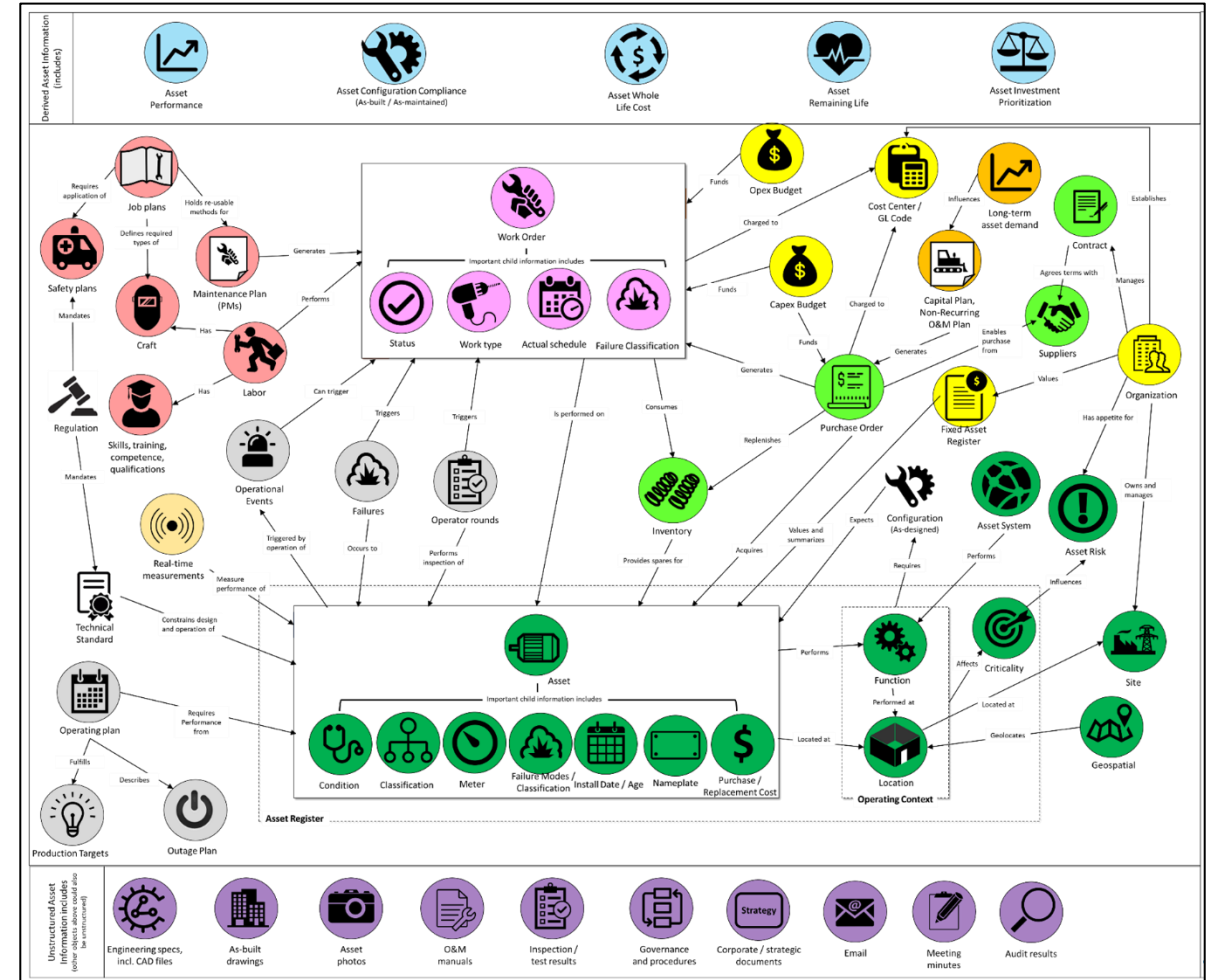 Derived Asset Information
(includes)
Asset
Performance
Asset Configuration Compliance
(As-built / As-maintained)
$
Asset Whole
Life Cost
Asset
Remaining Life
Asset Investment
Prioritization
Requires
application of
Job plans
Holds re-usable
methods for
Defines required
types of
Safety plans
Mandates
Craft
Maintenance Plan
(PMs)
Generates
Performs
Has
Labor
Has
Regulation
Skills, training,
competence,
qualifications
Mandates
Work Order
Important child information includes
Status
Work type
Actual schedule
Failure Classification
Funds
$
Opex Budget
Charged to
Cost Center /
GL Code
Influences
Long-term
asset demand
Establishes
Contract
Agrees terms with
Manages
Funds
$
Capex Budget
Charged to
Capital Plan,
Non-Recurring
O&M Plan
Enables
purchase
from
Suppliers
Funds
Generates
Generates
$
Purchase Order
Values
$
Fixed Asset
Register
Organization
Can trigger
Triggers
Triggers
Is performed on
Consumes
Replenishes
Has appetite for
Operational
Events
Failures
Operator rounds
Inventory
Configuration
(As-designed)
Asset System
Asset Risk
Owns and
manages
Real-time
measurements
Triggered by
operation of
Occurs to
Performs
inspection of
Provides spares for
Acquires
Values and
summarizes
Expects
Requires
Performs
Influences
Measure
performance of
Technical
Standard
Constrains design
and operation of
Asset
Important child information includes
Condition
Classification
Meter
Failure Modes /
Classification
Install Date / Age
Nameplate
$
Purchase /
Replacement Cost
Performs
Function
Performed at
Affects
Criticality
Site
Located at
Located at
Location
Geolocates
Geospatial
Operating Context
Asset Register
Operating plan
Requires
Performance
from
Fulfills
Describes
Production Targets
Outage Plan
Unstructured Asset
Information includes
(other objects above could also
be unstructured)
Engineering specs,
incl. CAD files
As-built
drawings
Asset
photos
O&M
manuals
Inspection /
test results
Governance
and procedures
Strategy
Corporate / strategic
documents
@
Email
Meeting
minutes
Audit results